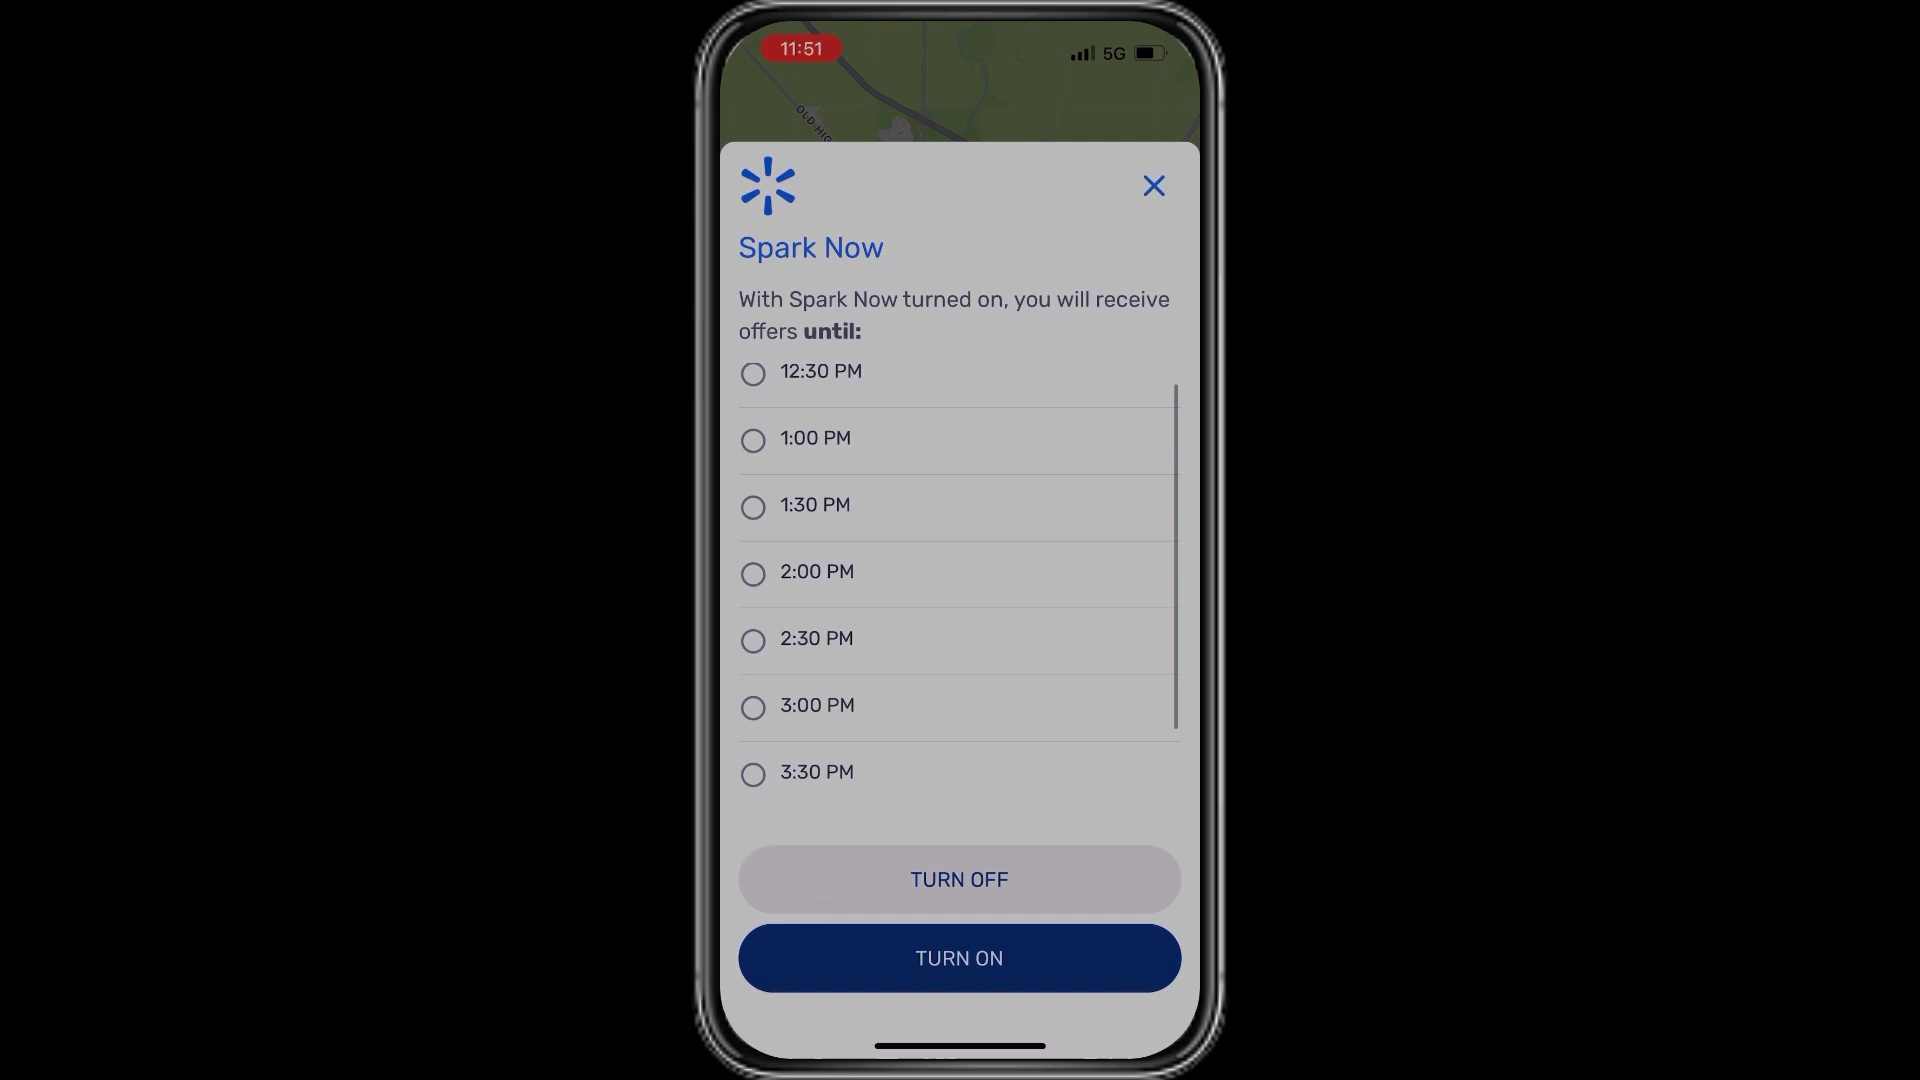 11:51
5G
OLD HIG
Spark Now
With Spark Now turned on, you will receive
offers until:
12:30 PM
1:00 PM
1:30 PM
2:00 PM
2:30 PM
3:00 PM
3:30 PM
TURN OFF
TURN ON